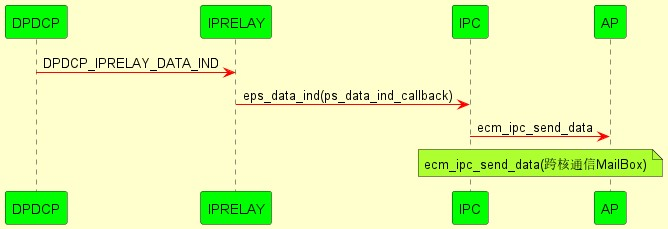 DPDCP IPRELAY IPC AP
DPDCP_IPRELAY_DATA_IND
eps_data_ind(ps_data_ind_callback)
ecm_ipc_send_data
ecm_ipc_send_data(跨核通信MailBox)
DPDCP IPRELAY IPC AP